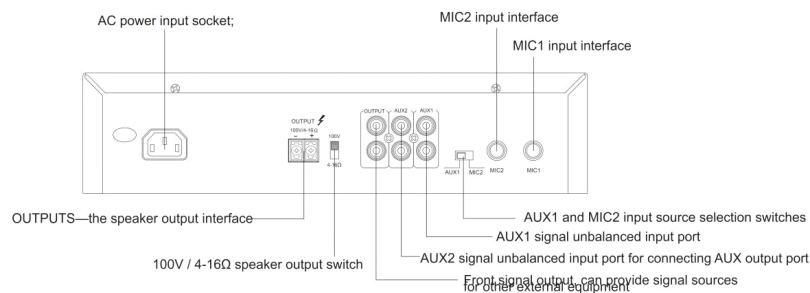 AC power input socket;
MIC2 input interface
MIC1 input interface
OUTPUT
100V/4-16Ω
- +
100V
4-16Ω
OUTPUT AUX2 AUX1
AUX1 MIC2
MIC2
MIC1
OUTPUTS—the speaker output interface
100V / 4-16Ω speaker output switch
AUX1 and MIC2 input source selection switches
AUX1 signal unbalanced input port
AUX2 signal unbalanced input port for connecting AUX output port
Front signal output, can provide signal sources
for other external equipment